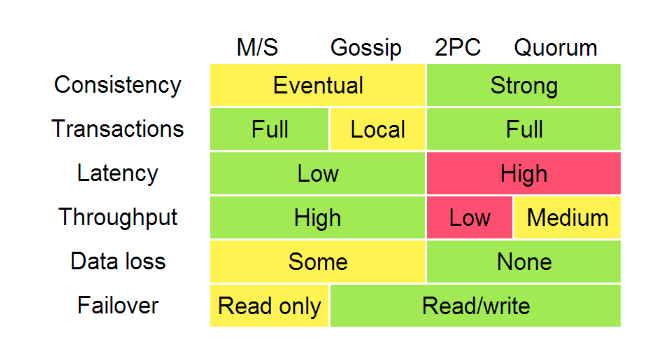 M/S Gossip 2PC Quorum
Consistency Eventual Strong
Transactions Full Local Full
Latency Low High
Throughput High Low Medium
Data loss Some None
Failover Read only Read/write